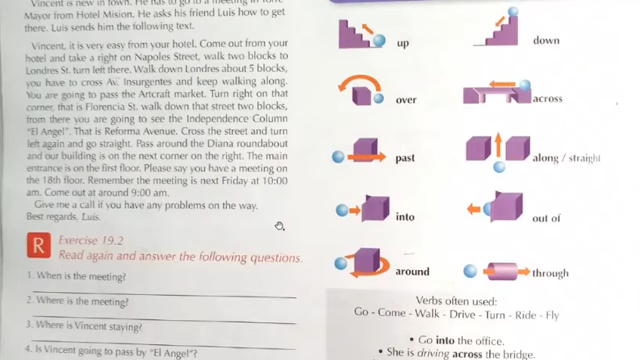 Vincent is new in town. He has to go to a meeting in Torre
Mayor from Hotel Mision. He asks his friend Luis how to get
there. Luis sends him the following text.
Vincent, it is very easy from your hotel. Come out from your
hotel and take a right on Napoles Street, walk two blocks to
Londres St. turn left there. Walk down Londres about 5 blocks,
you have to cross Av. Insurgentes and keep walking along.
You are going to pass the Artcraft market. Turn right on that
corner, that is Florencia St. walk down that street two blocks,
from there you are going to see the Independence Column
"El Angel". That is Reforma Avenue. Cross the street and turn
left again and go straight. Pass around the Diana roundabout
and our building is on the next corner on the right. The main
entrance is on the first floor. Please say you have a meeting on
the 18th floor. Remember the meeting is next Friday at 10:00
am. Come out at around 9:00 am.
Give me a call if you have any problems on the way.
Best regards, Luis.
R
Exercise 19.2
Read again and answer the following questions.
1. When is the meeting?
2. Where is the meeting?
3. Where is Vincent staying?
4. Is Vincent going to pass by "El Angel"?
up
down
over
across
past
along / straight
into
out of
around
through
Verbs often used:
Go - Come - Walk - Drive - Turn - Ride - Fly
• Go into the office.
• She is driving across the bridge.